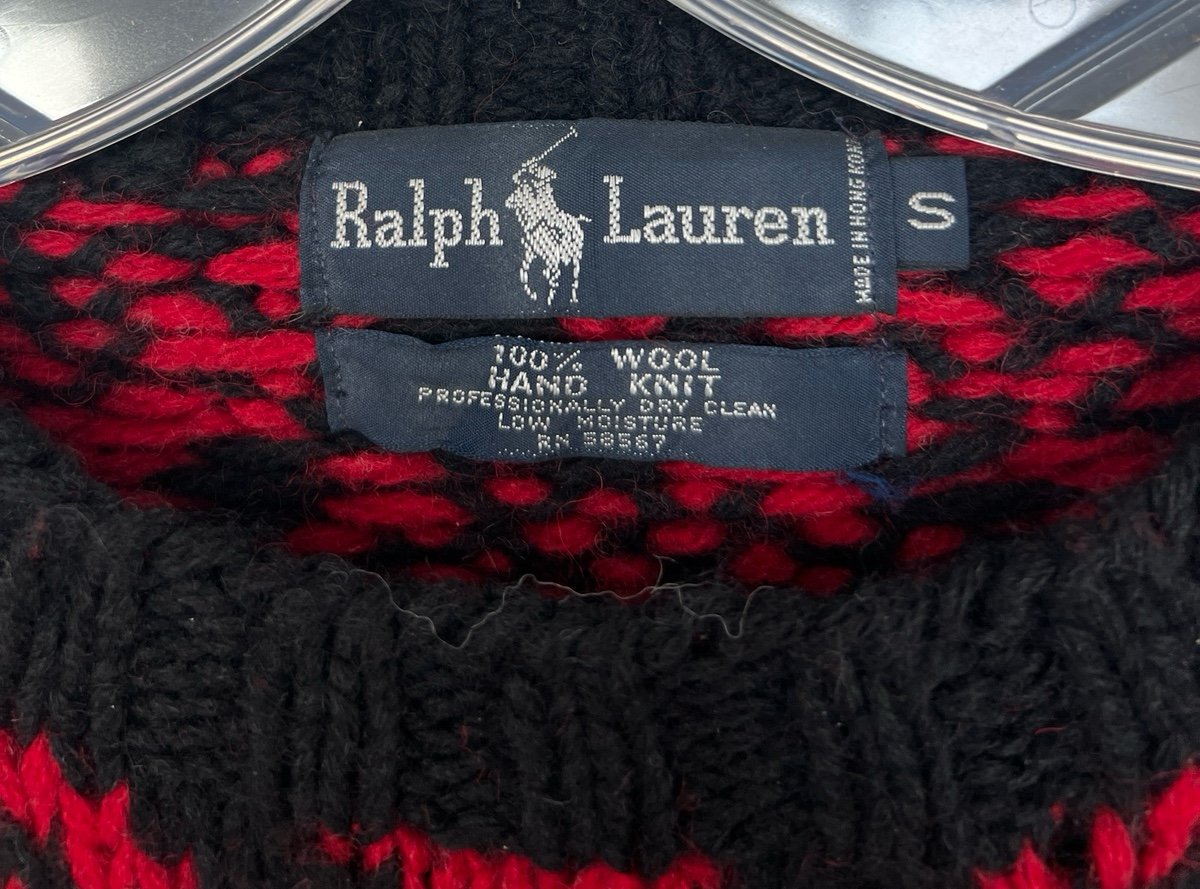 Ralph Lauren
MADE IN HONG KONG
S
100% WOOL
HAND KNIT
PROFESSIONALLY DRY CLEAN
LOW MOISTURE
RN 58567